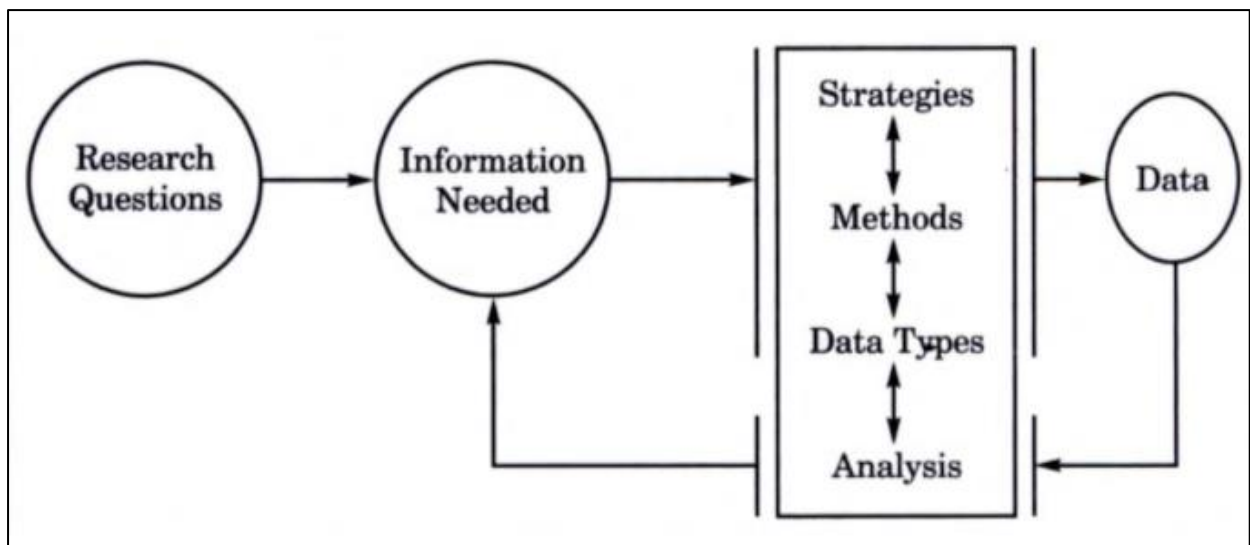 Research
Questions
Information
Needed
Strategies
Methods
Data Types
Analysis
Data